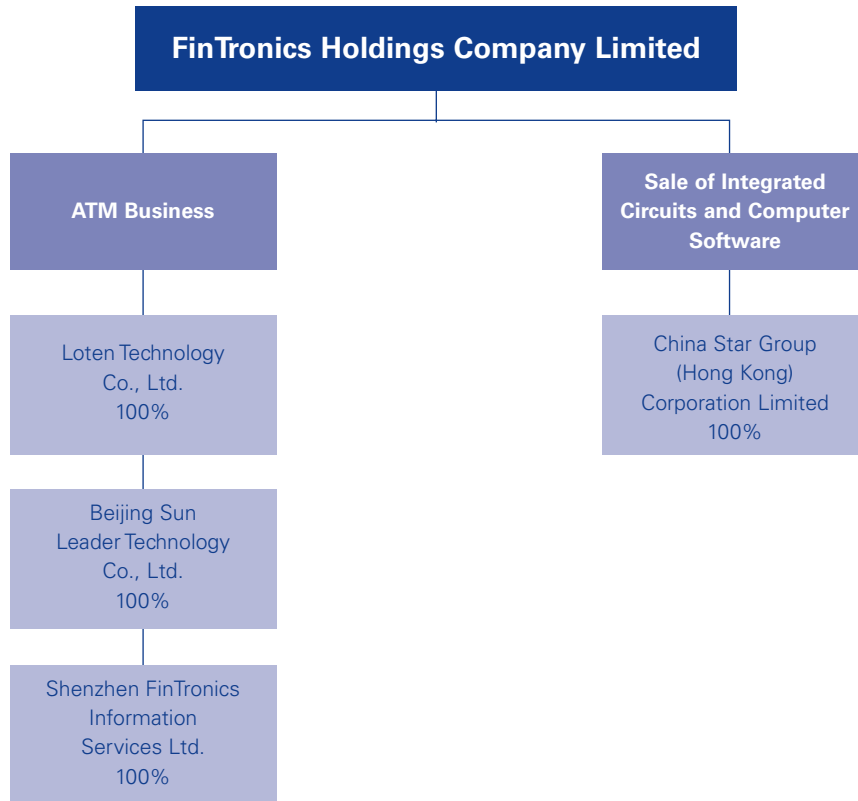 FinTronics Holdings Company Limited
ATM Business
Sale of Integrated
Circuits and Computer
Software
Loten Technology
Co., Ltd.
100%
China Star Group
(Hong Kong)
Corporation Limited
100%
Beijing Sun
Leader Technology
Co., Ltd.
100%
Shenzhen FinTronics
Information
Services Ltd.
100%